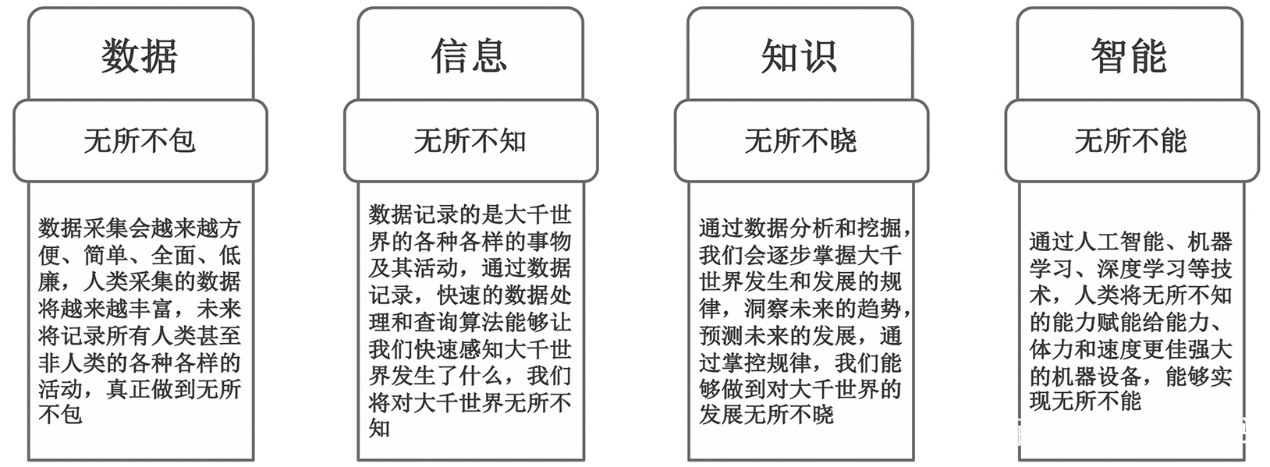 数据
无所不包
数据采集会越来越方
便、简单、全面、低
廉，人类采集的数据
将越来越丰富，未来
将记录所有人类甚至
非人类的各种各样的
活动，真正做到无所
不包
信息
无所不知
数据记录的是大千世
界的各种各样的事物
及其活动，通过数据
记录，快速的数据处
理和查询算法能够让
我们快速感知大千世
界发生了什么，我们
将对大千世界无所不
知
知识
无所不晓
通过数据分析和挖掘，
我们会逐步掌握大千
世界发生和发展的规
律，洞察未来的趋势，
预测未来的发展，通
过掌控规律，我们能
够做到对大千世界的
发展无所不晓
智能
无所不能
通过人工智能、机器
学习、深度学习等技
术，人类将无所不知
的能力赋能给能力、
体力和速度更佳强大
的机器设备，能够实
现无所不能